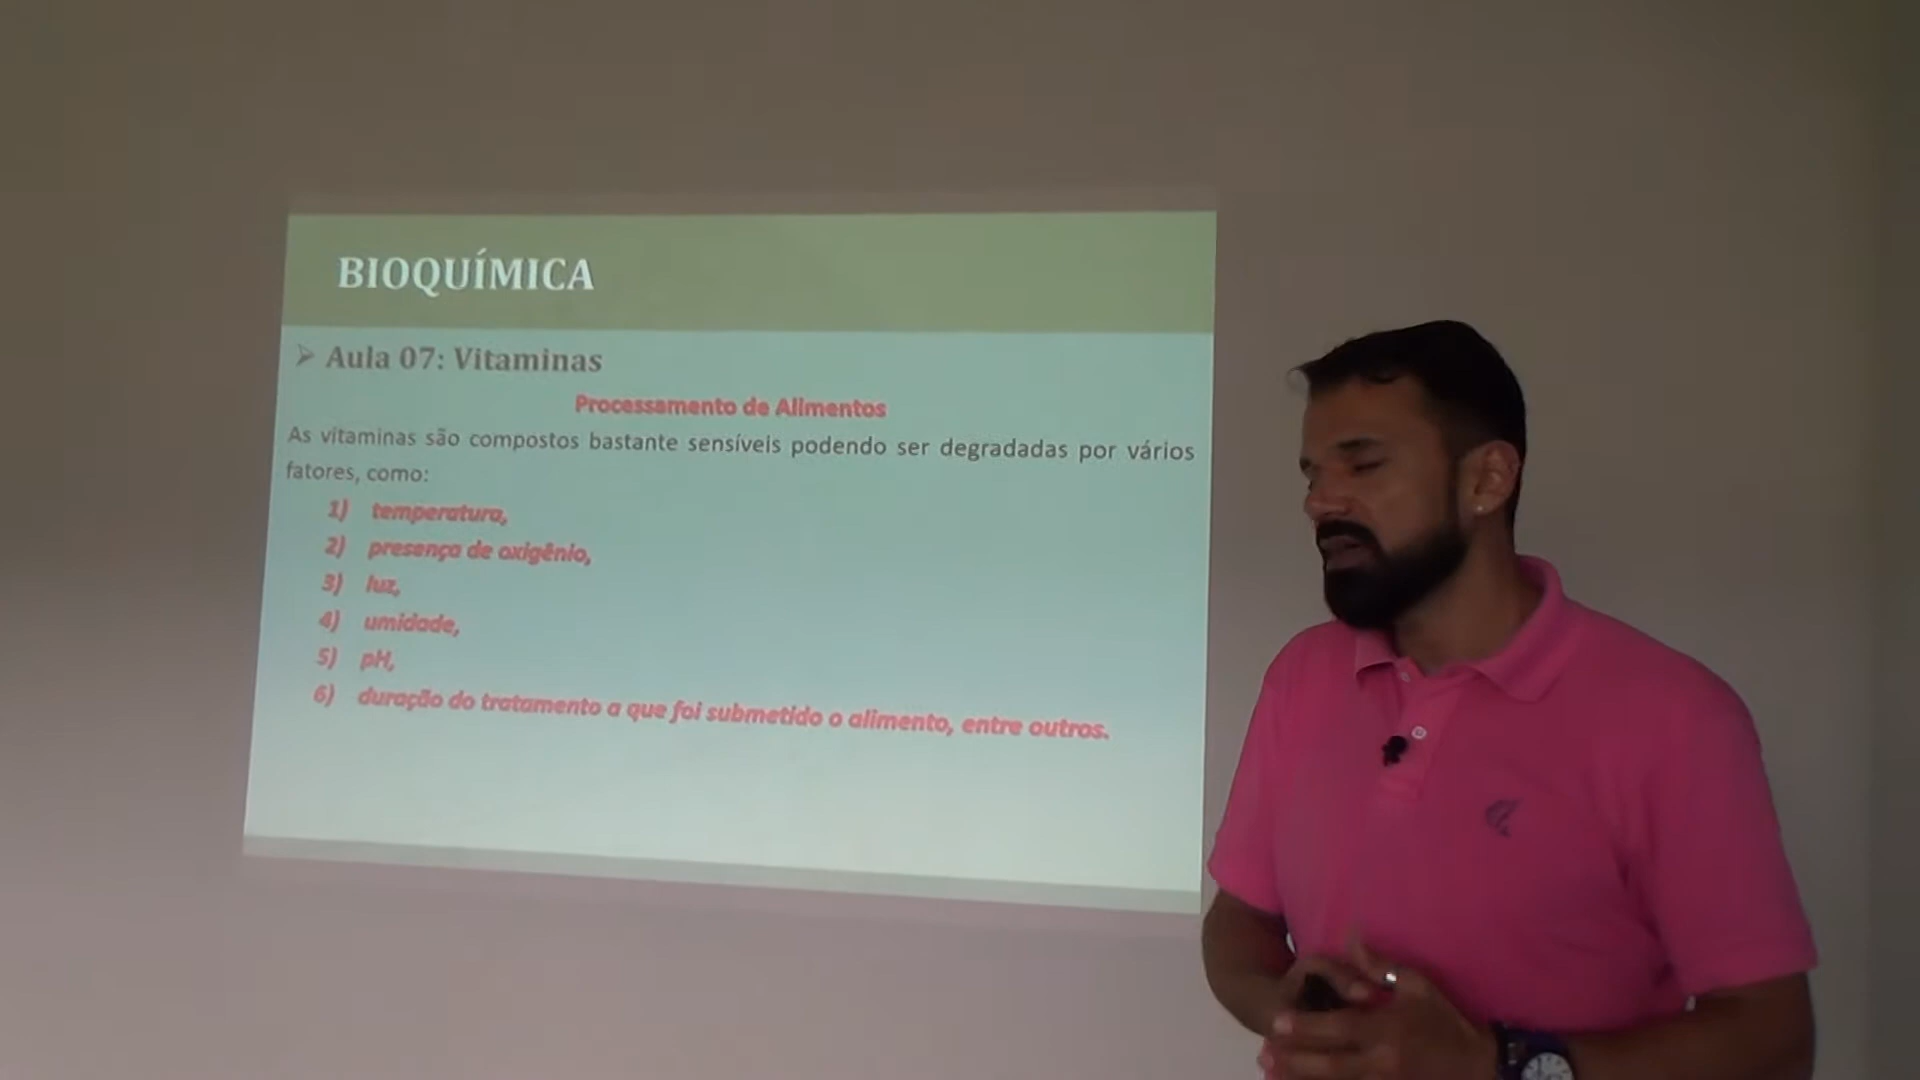 BIOQUÍMICA
➢ Aula 07: Vitaminas
Processamento de Alimentos
As vitaminas são compostos bastante sensíveis podendo ser degradadas por vários
fatores, como:
1) temperatura,
2) presença de oxigênio,
3) luz,
4) umidade,
5) pH,
6) duração do tratamento a que foi submetido o alimento, entre outros.